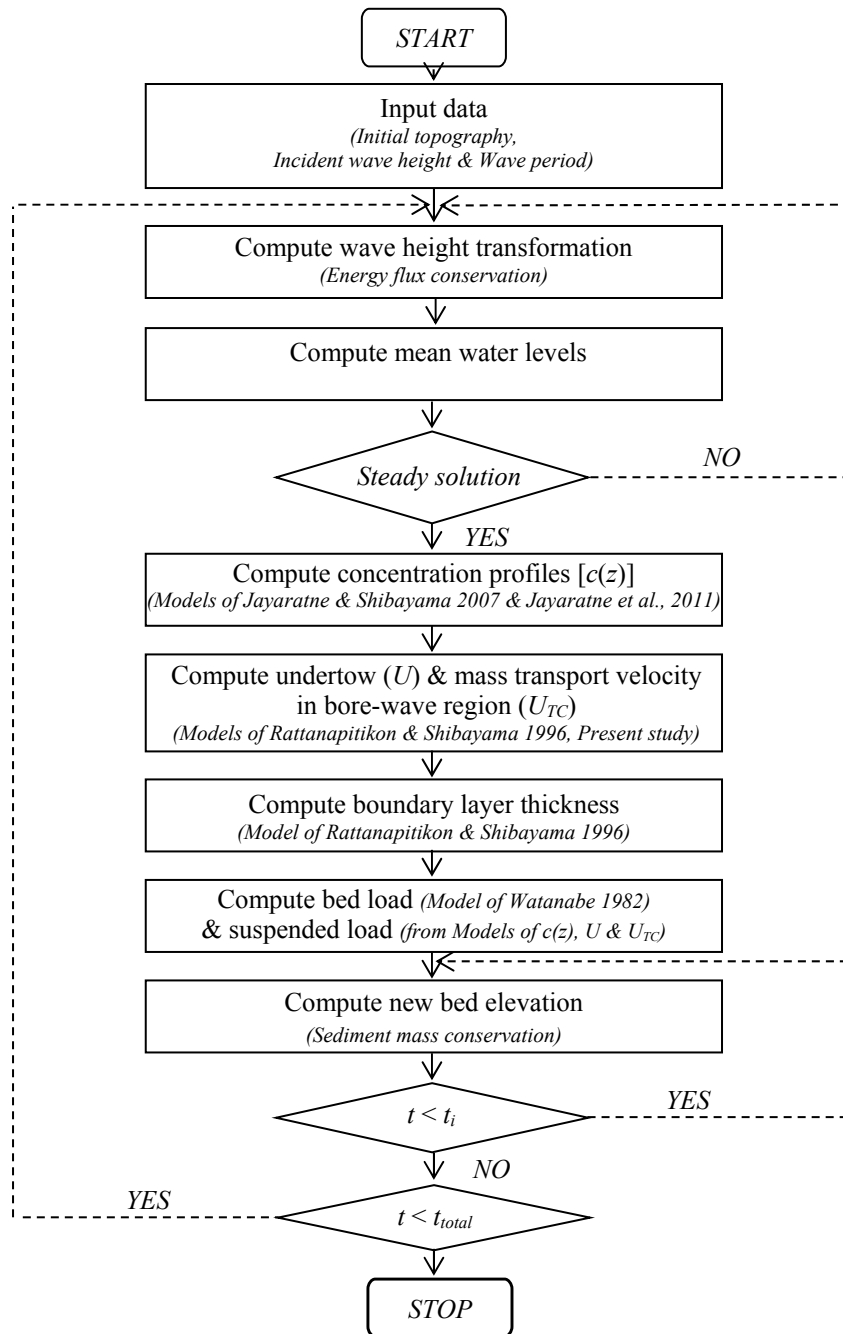 START
Input data
(Initial topography,
Incident wave height & Wave period)
Compute wave height transformation
(Energy flux conservation)
Compute mean water levels
Steady solution
NO
YES
Compute concentration profiles [c(z)]
(Models of Jayaratne & Shibayama 2007 & Jayaratne et al., 2011)
Compute undertow (U) & mass transport velocity
in bore-wave region (U_TC)
(Models of Rattanapitikon & Shibayama 1996, Present study)
Compute boundary layer thickness
(Model of Rattanapitikon & Shibayama 1996)
Compute bed load (Model of Watanabe 1982)
& suspended load (from Models of c(z), U & U_TC)
Compute new bed elevation
(Sediment mass conservation)
t < t_i
YES
NO
YES
t < t_total
STOP